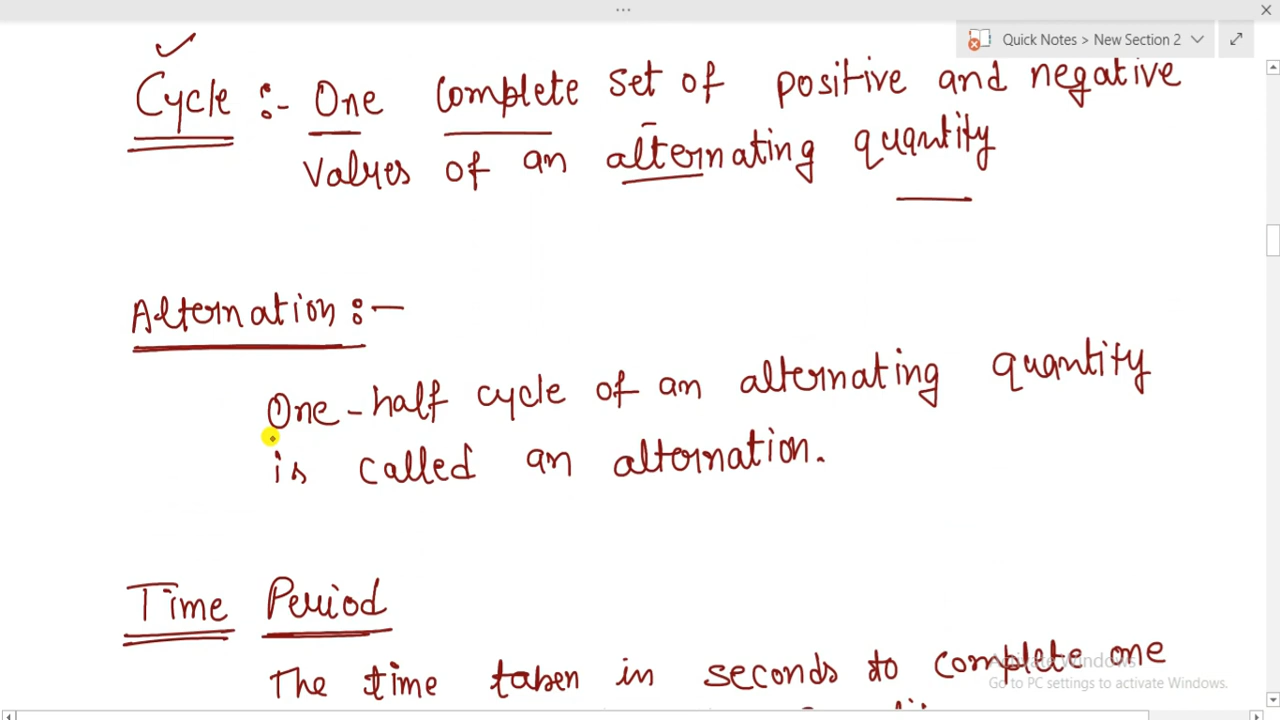 Quick Notes > New Section 2
Cycle :- One complete set of positive and negative
values of an alternating quantity
Alternation :-
One-half cycle of an alternating quantity
is called an alternation.
Time Period
The time taken in seconds to complete one
Activate Windows
Go to PC settings to activate Windows.